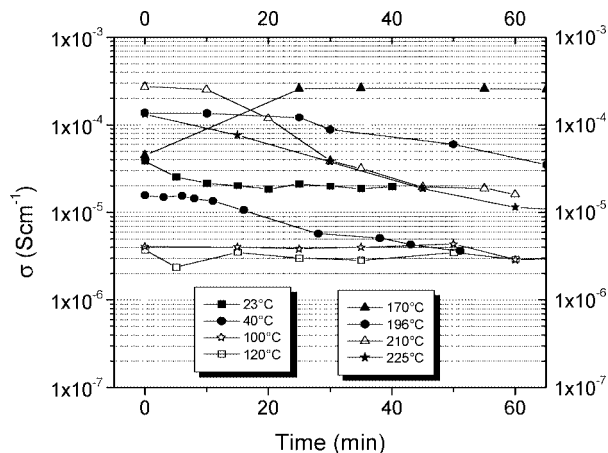 0 20 40 60
1x10⁻³ 1x10⁻³
1x10⁻⁴ 1x10⁻⁴
1x10⁻⁵ 1x10⁻⁵
1x10⁻⁶ 1x10⁻⁶
1x10⁻⁷ 1x10⁻⁷
σ (Scm⁻¹)
23°C
40°C
100°C
120°C
170°C
196°C
210°C
225°C
0 20 40 60
Time (min)